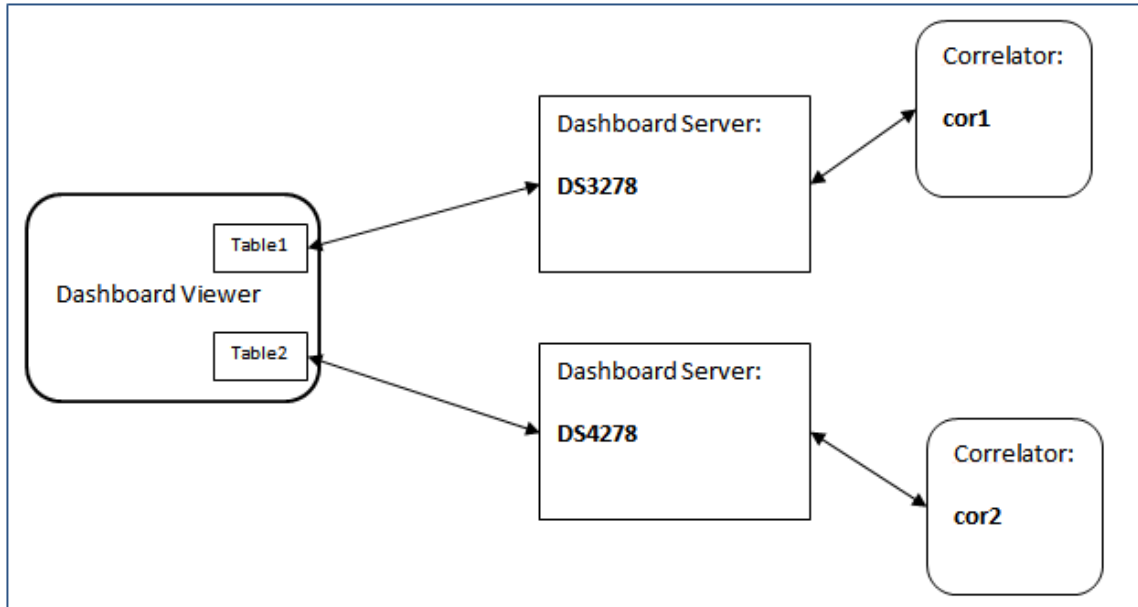 Correlator:
cor1
Dashboard Server:
DS3278
Table1
Dashboard Viewer
Table2
Dashboard Server:
DS4278
Correlator:
cor2